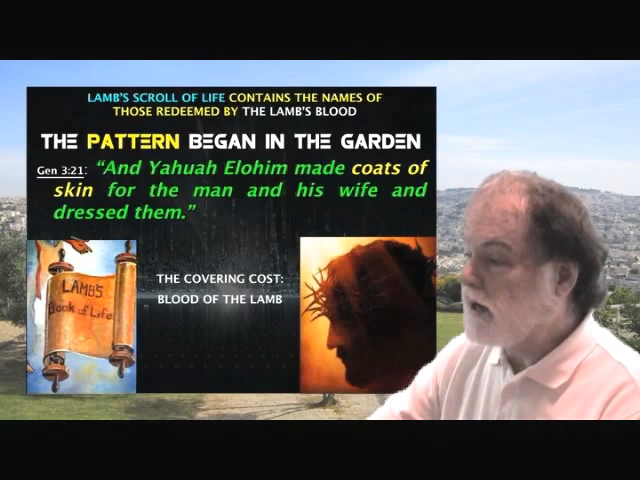 LAMB'S SCROLL OF LIFE CONTAINS THE NAMES OF
THOSE REDEEMED BY THE LAMB'S BLOOD
THE PATTERN BEGAN IN THE GARDEN
Gen 3:21: “And Yahuah Elohim made coats of
skin for the man and his wife and
dressed them.”
THE COVERING COST:
BLOOD OF THE LAMB
LAMB'S
Book of Life